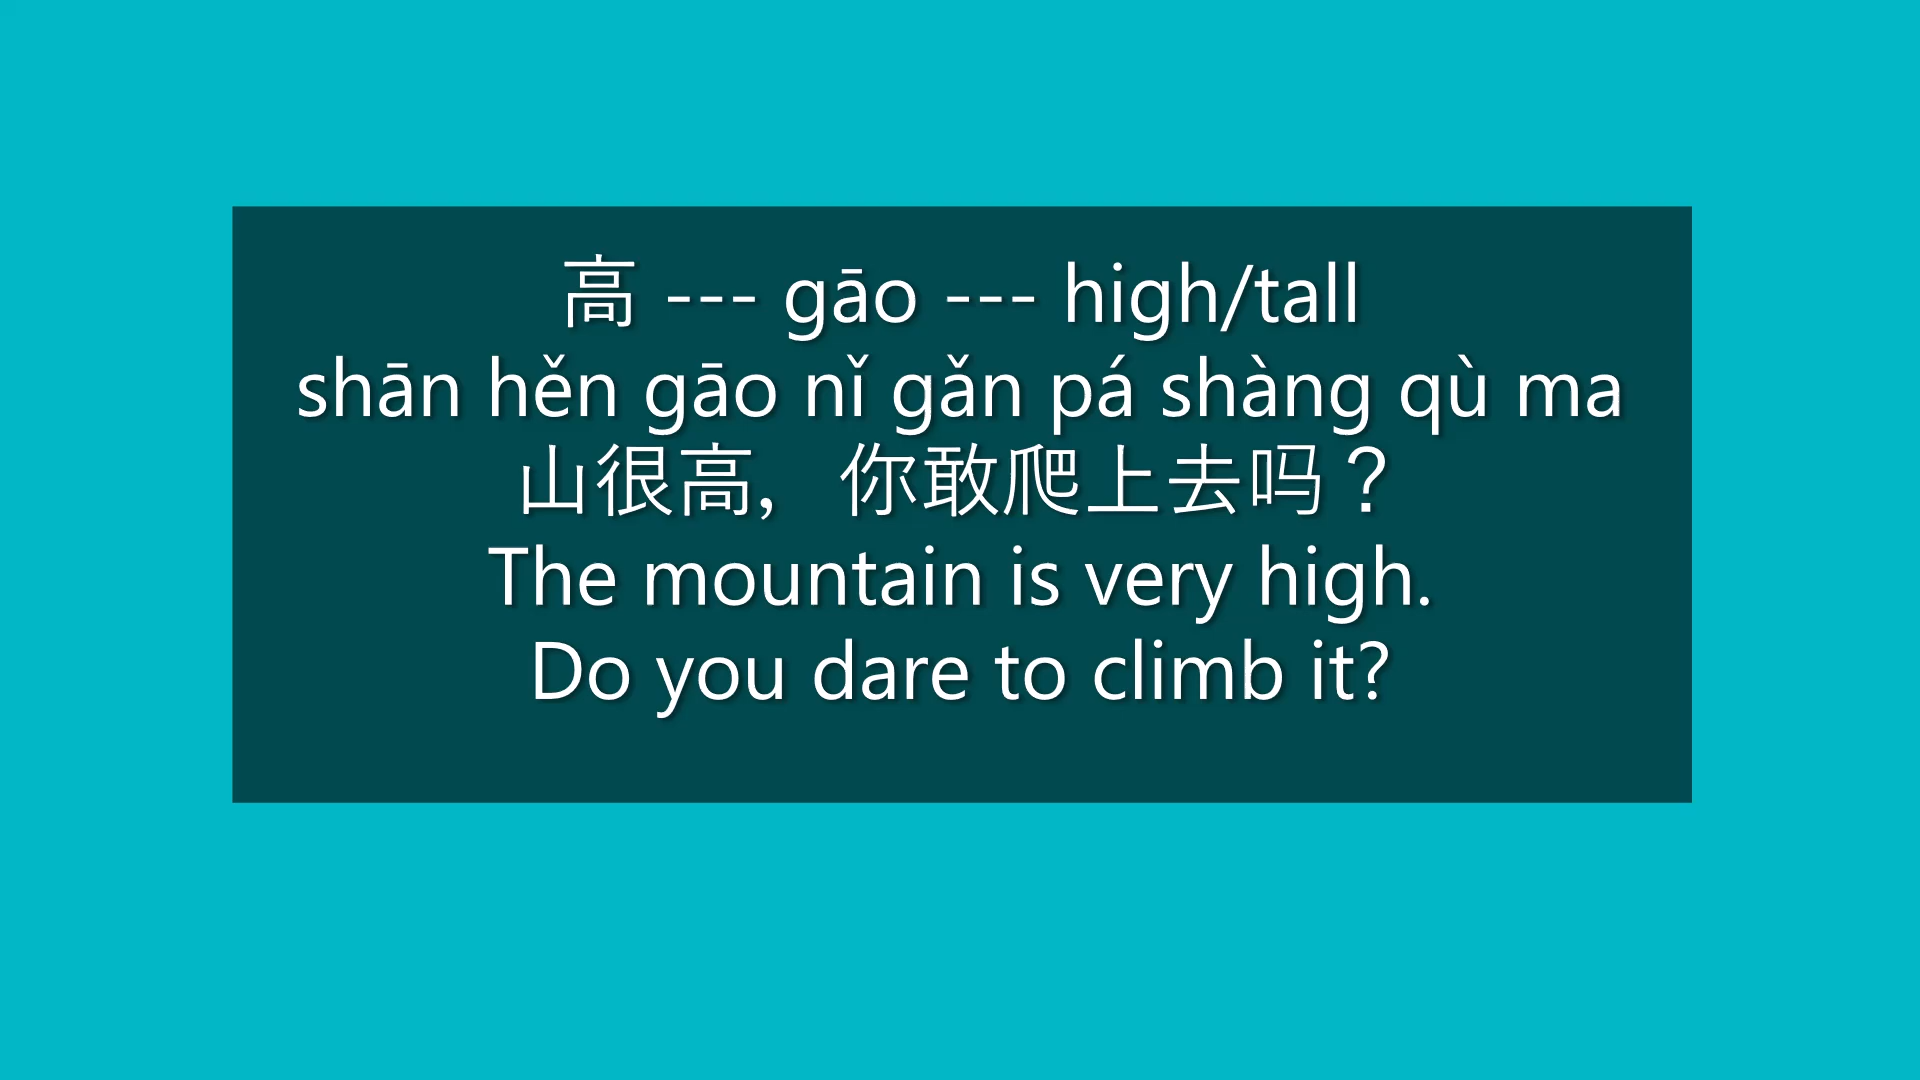 高 --- gāo --- high/tall
shān hěn gāo nǐ gǎn pá shàng qù ma
山很高，你敢爬上去吗？
The mountain is very high.
Do you dare to climb it?